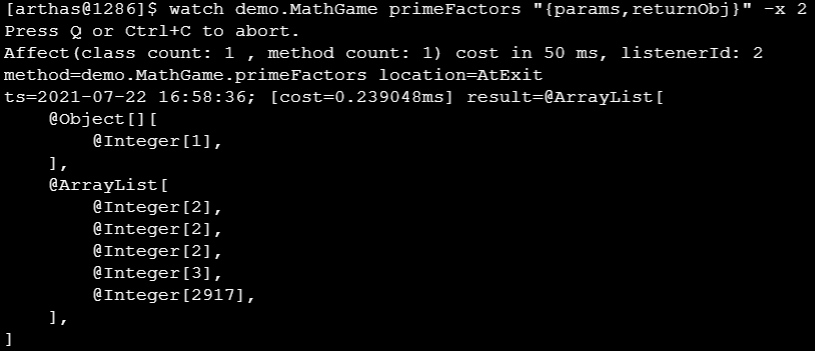 [arthas@1286]$ watch demo.MathGame primeFactors "{params,returnObj}" -x 2
Press Q or Ctrl+C to abort.
Affect(class count: 1 , method count: 1) cost in 50 ms, listenerId: 2
method=demo.MathGame.primeFactors location=AtExit
ts=2021-07-22 16:58:36; [cost=0.239048ms] result=@ArrayList[
    @Object[][
        @Integer[1],
    ],
    @ArrayList[
        @Integer[2],
        @Integer[2],
        @Integer[2],
        @Integer[3],
        @Integer[2917],
    ],
]